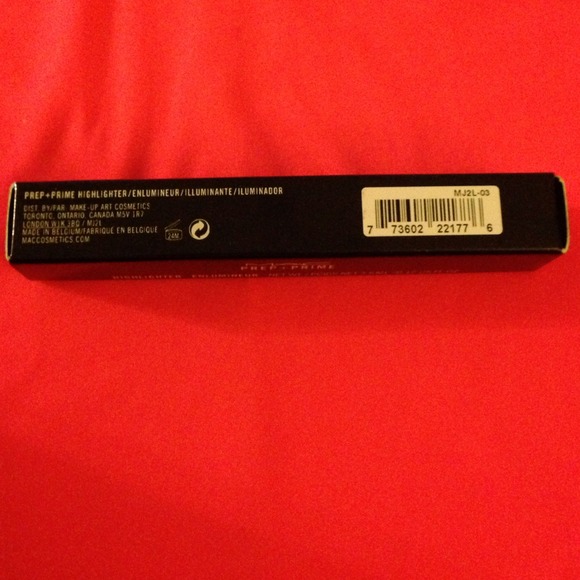 PREP+PRIME HIGHLIGHTER/ENLUMINEUR/ILLUMINANTE/ILUMINADOR
DIST. BY/PAR. MAKE-UP ART COSMETICS
TORONTO, ONTARIO, CANADA M5V 1R7
LONDON W1K 3BQ / MJ2L
MADE IN BELGIUM/FABRIQUÉ EN BELGIQUE
MACCOSMETICS.COM
24M
MJ2L-03
7 73602 22177 6
PREP+PRIME
HIGHLIGHTER ENLUMINEUR